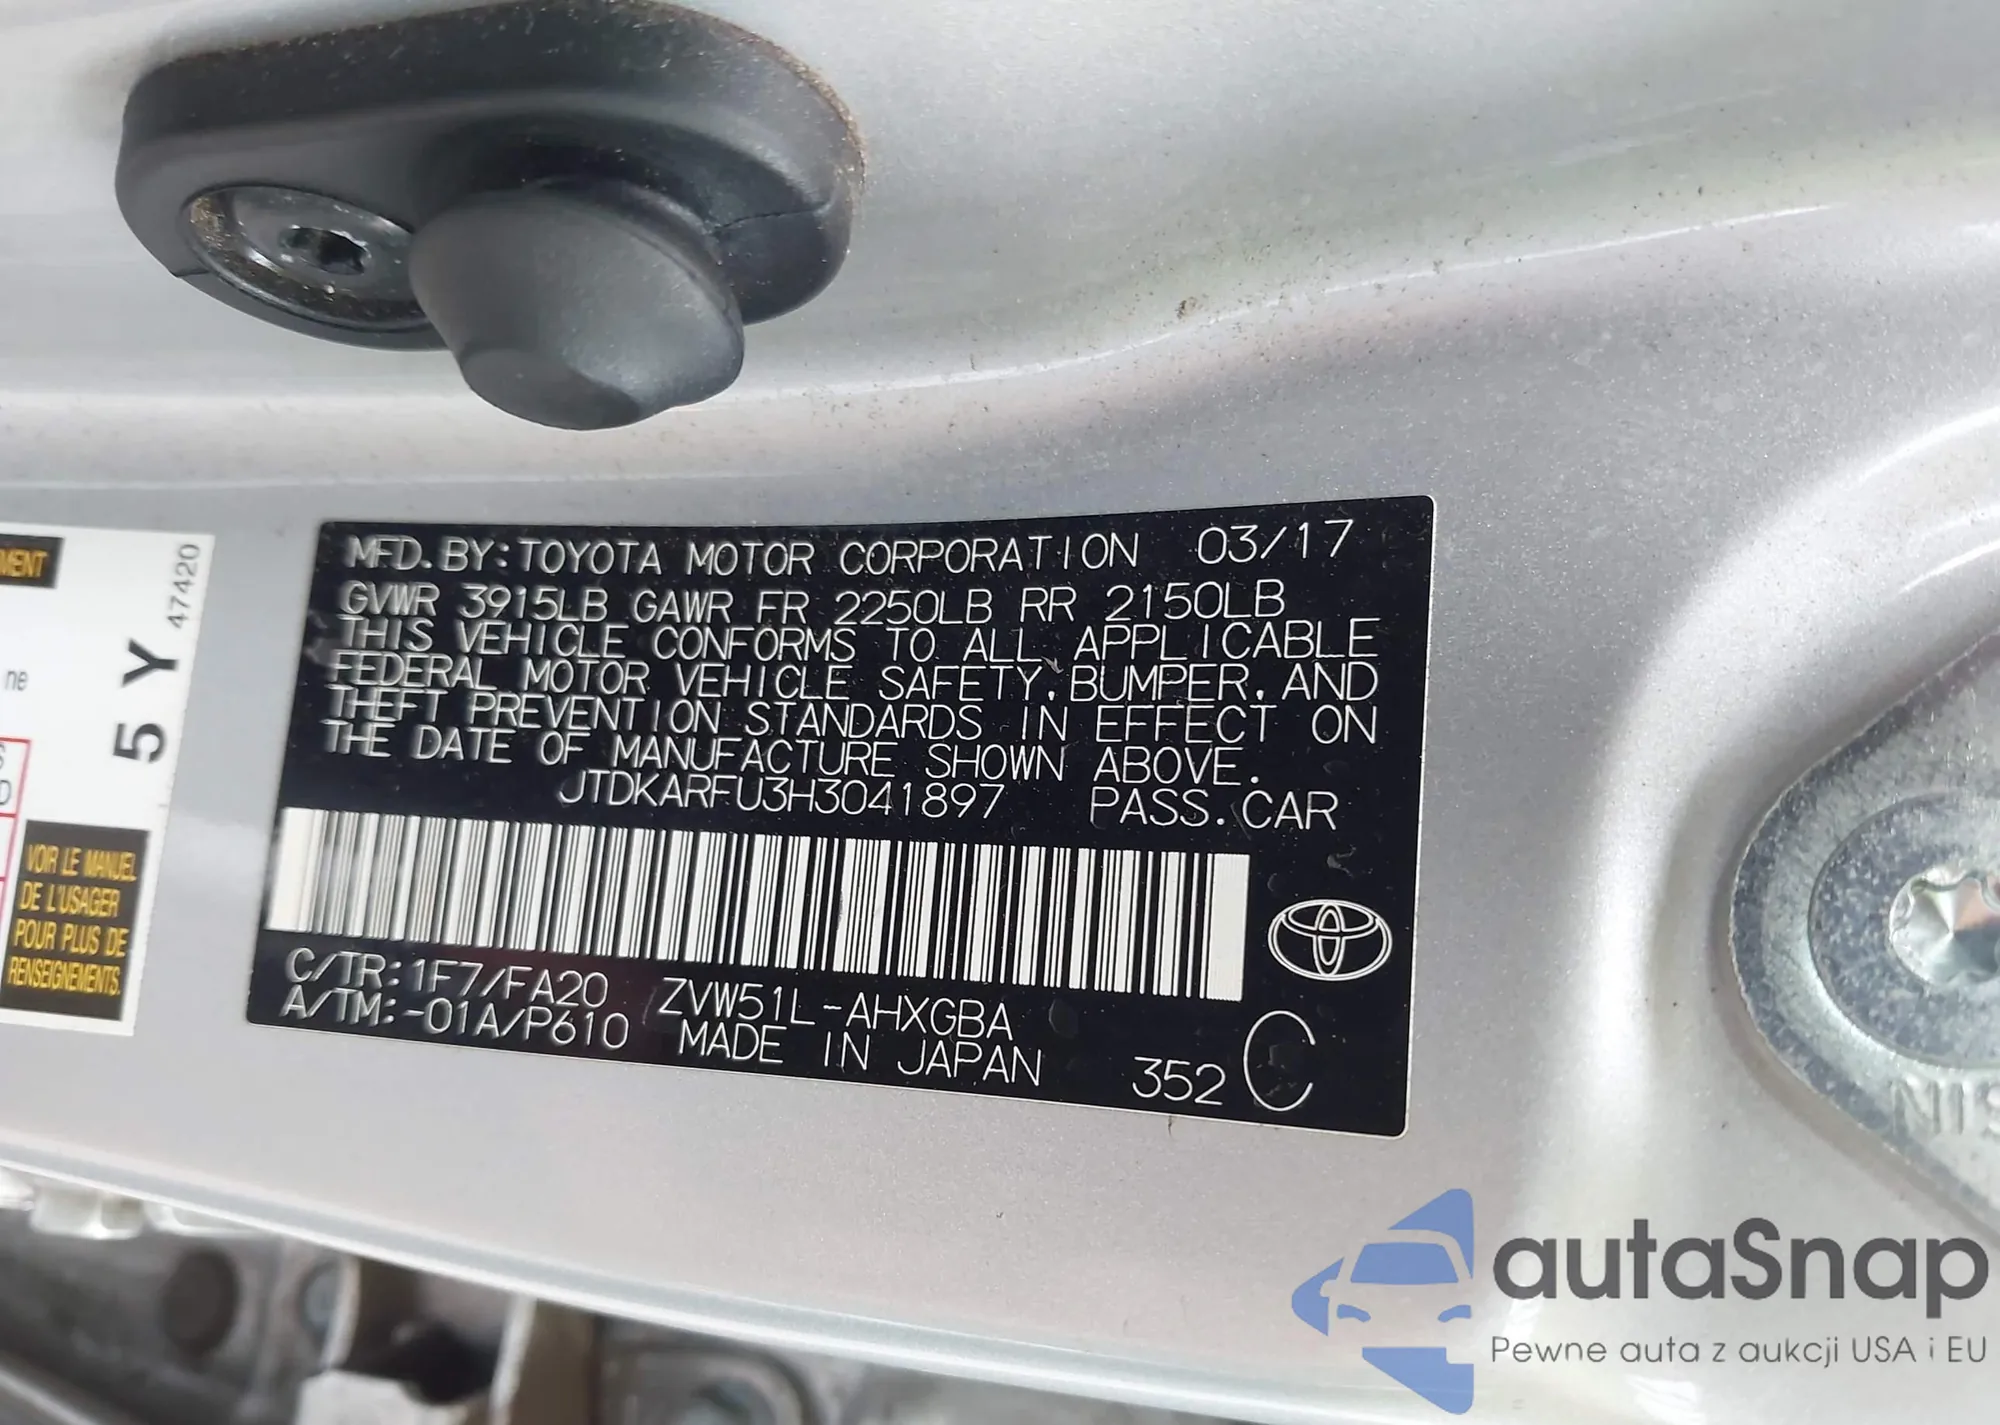 MFD. BY: TOYOTA MOTOR CORPORATION 03/17
GVWR 3915LB GAWR FR 2250LB RR 2150LB
THIS VEHICLE CONFORMS TO ALL APPLICABLE
FEDERAL MOTOR VEHICLE SAFETY, BUMPER, AND
THEFT PREVENTION STANDARDS IN EFFECT ON
THE DATE OF MANUFACTURE SHOWN ABOVE.
JTDKARFU3H3041897 PASS. CAR
C/TR: 1F7/FA20 ZVW51L-AHXGBA
A/TM: -01A/P610 MADE IN JAPAN 352 C
ne
5 Y 47420
VOIR LE MANUEL
DE L'USAGER
POUR PLUS DE
RENSEIGNEMENTS.
autaSnap
Pewne auta z aukcji USA i EU